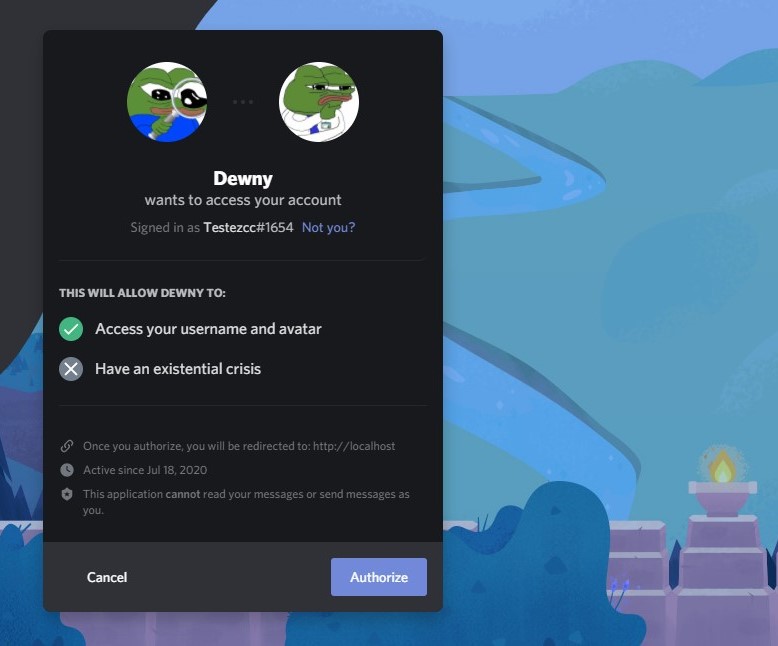 Dewny
wants to access your account
Signed in as Testezcc#1654 Not you?
THIS WILL ALLOW DEWNY TO:
Access your username and avatar
Have an existential crisis
Once you authorize, you will be redirected to: http://localhost
Active since Jul 18, 2020
This application cannot read your messages or send messages as
you.
Cancel
Authorize